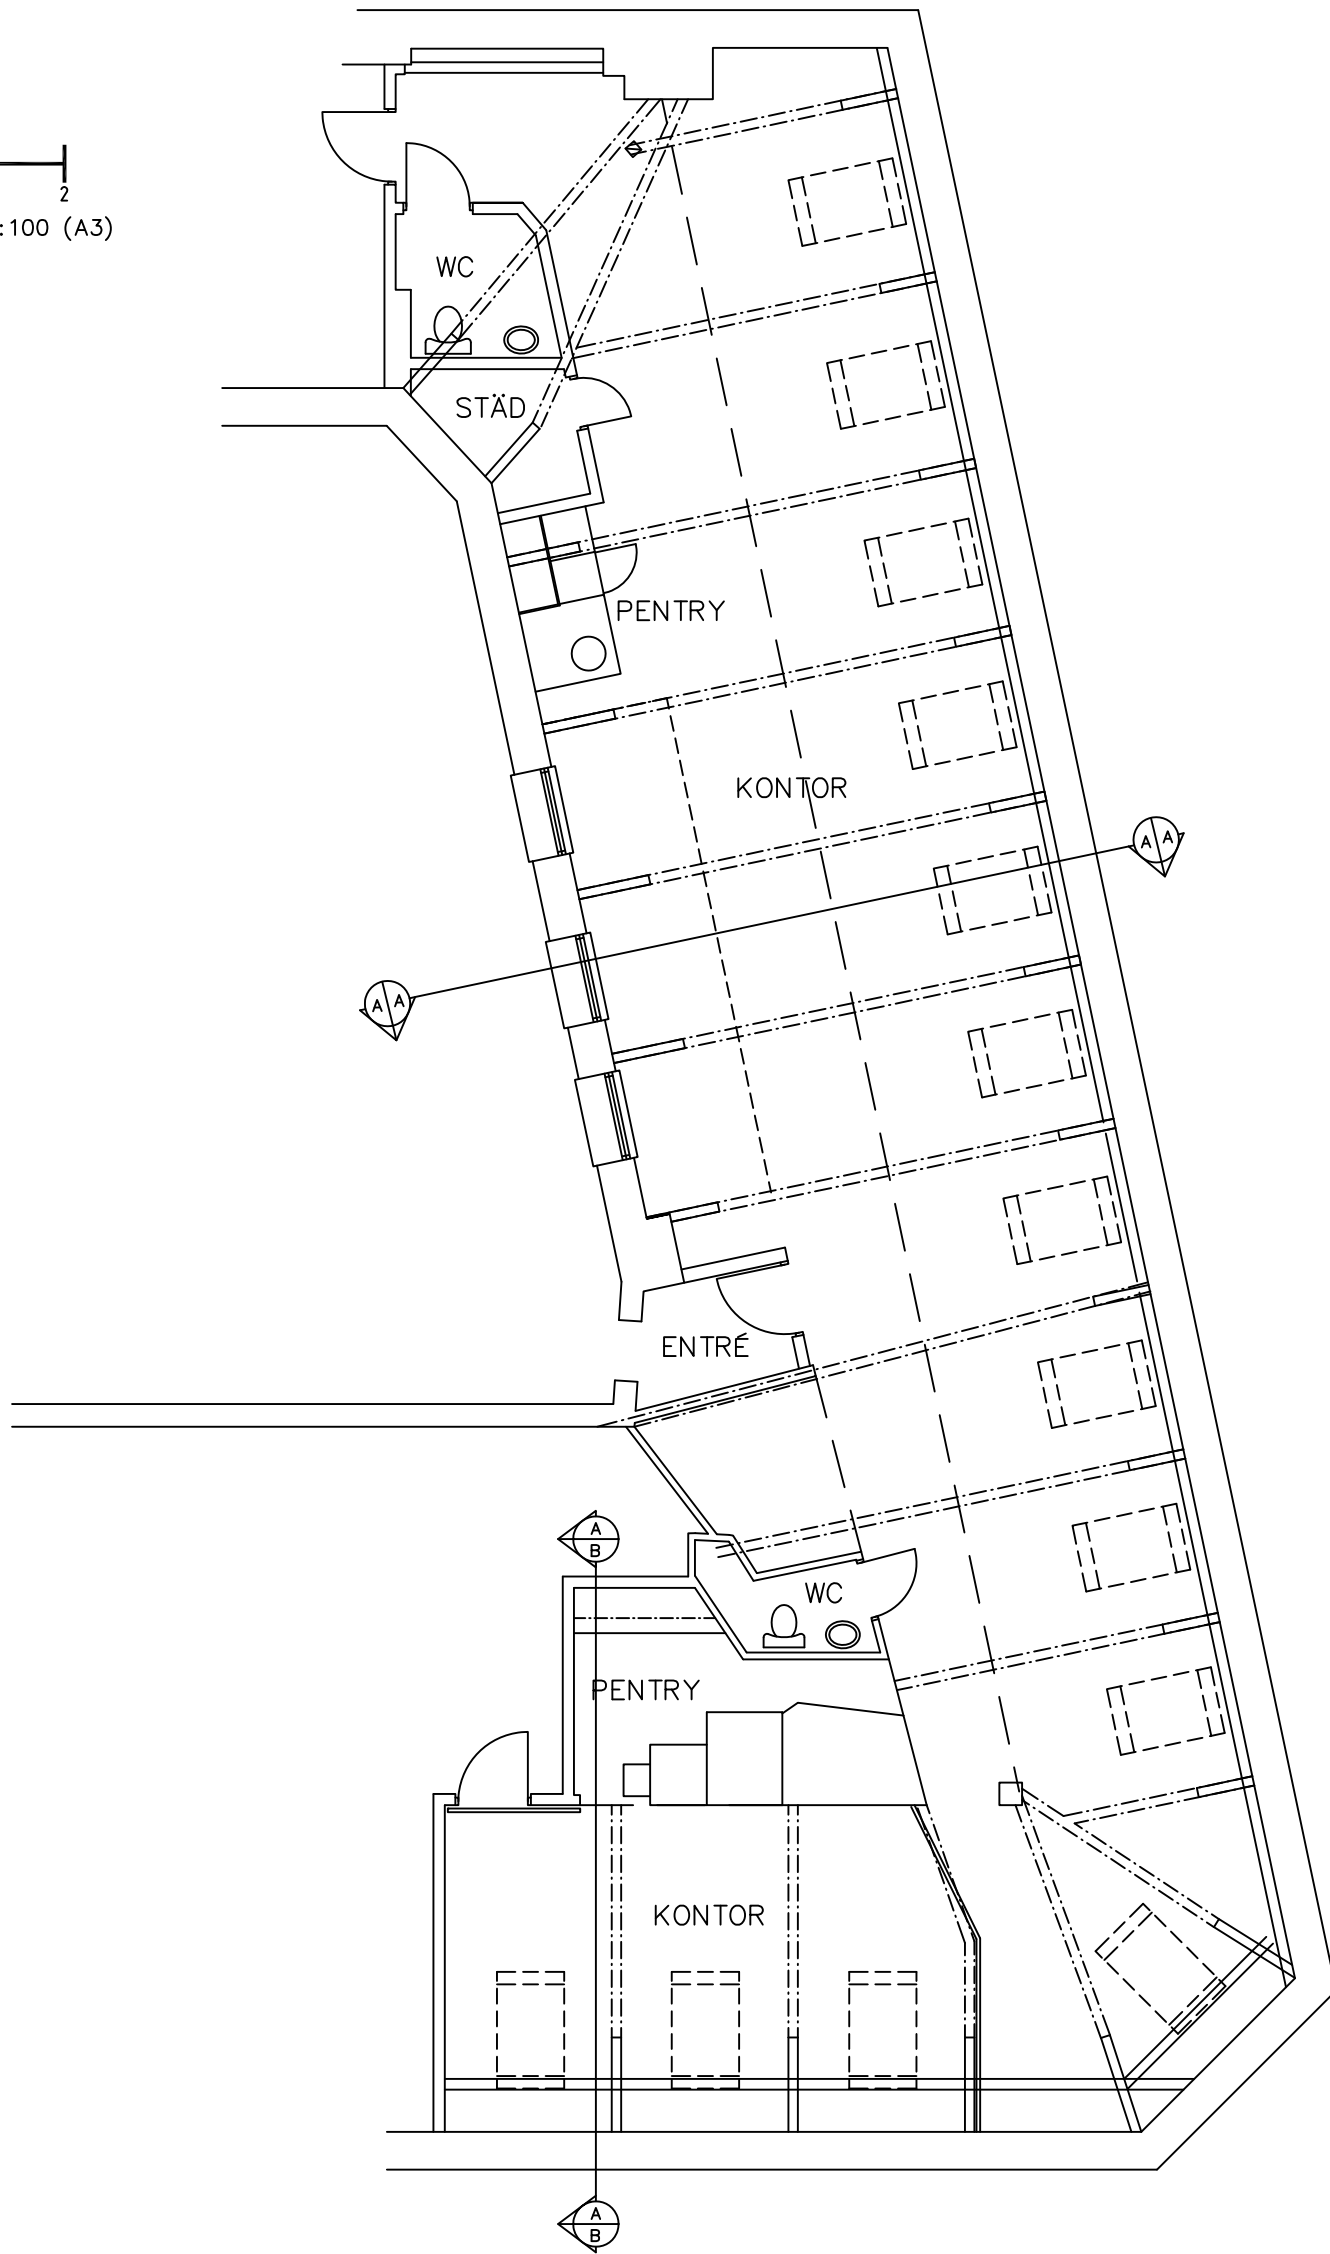 2
:100 (A3)
WC
STÄD
PENTRY
KONTOR
A A
A A
ENTRÉ
A
B
WC
PENTRY
KONTOR
A
B